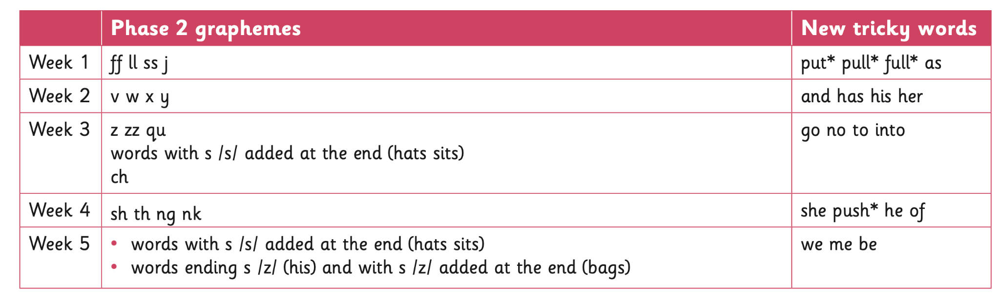 Phase 2 graphemes New tricky words
Week 1 ff ll ss j put* pull* full* as
Week 2 v w x y and has his her
Week 3 z zz qu go no to into
words with s /s/ added at the end (hats sits)
ch
Week 4 sh th ng nk she push* he of
Week 5 • words with s /s/ added at the end (hats sits) we me be
• words ending s /z/ (his) and with s /z/ added at the end (bags)